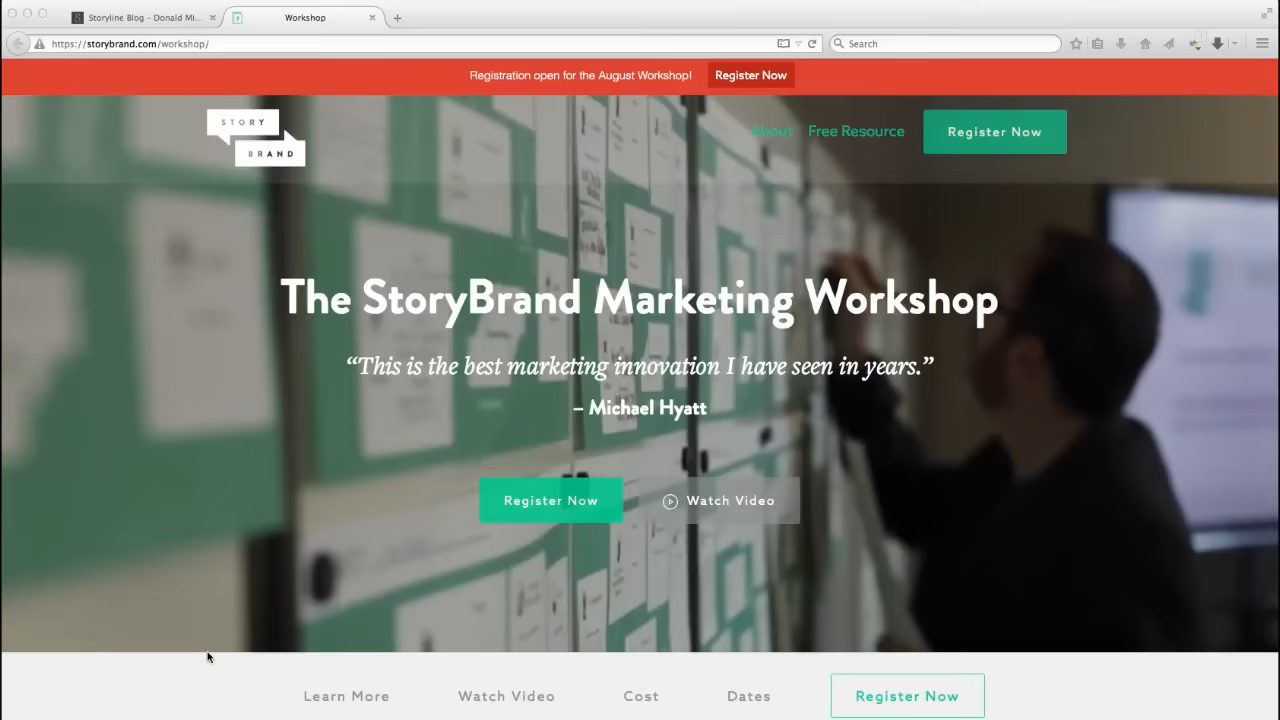 Storyline Blog – Donald Mi...
Workshop
https://storybrand.com/workshop/
Search
Registration open for the August Workshop!
Register Now
STORY
BRAND
About
Free Resource
Register Now
The StoryBrand Marketing Workshop
“This is the best marketing innovation I have seen in years.”
– Michael Hyatt
Register Now
Watch Video
Learn More
Watch Video
Cost
Dates
Register Now